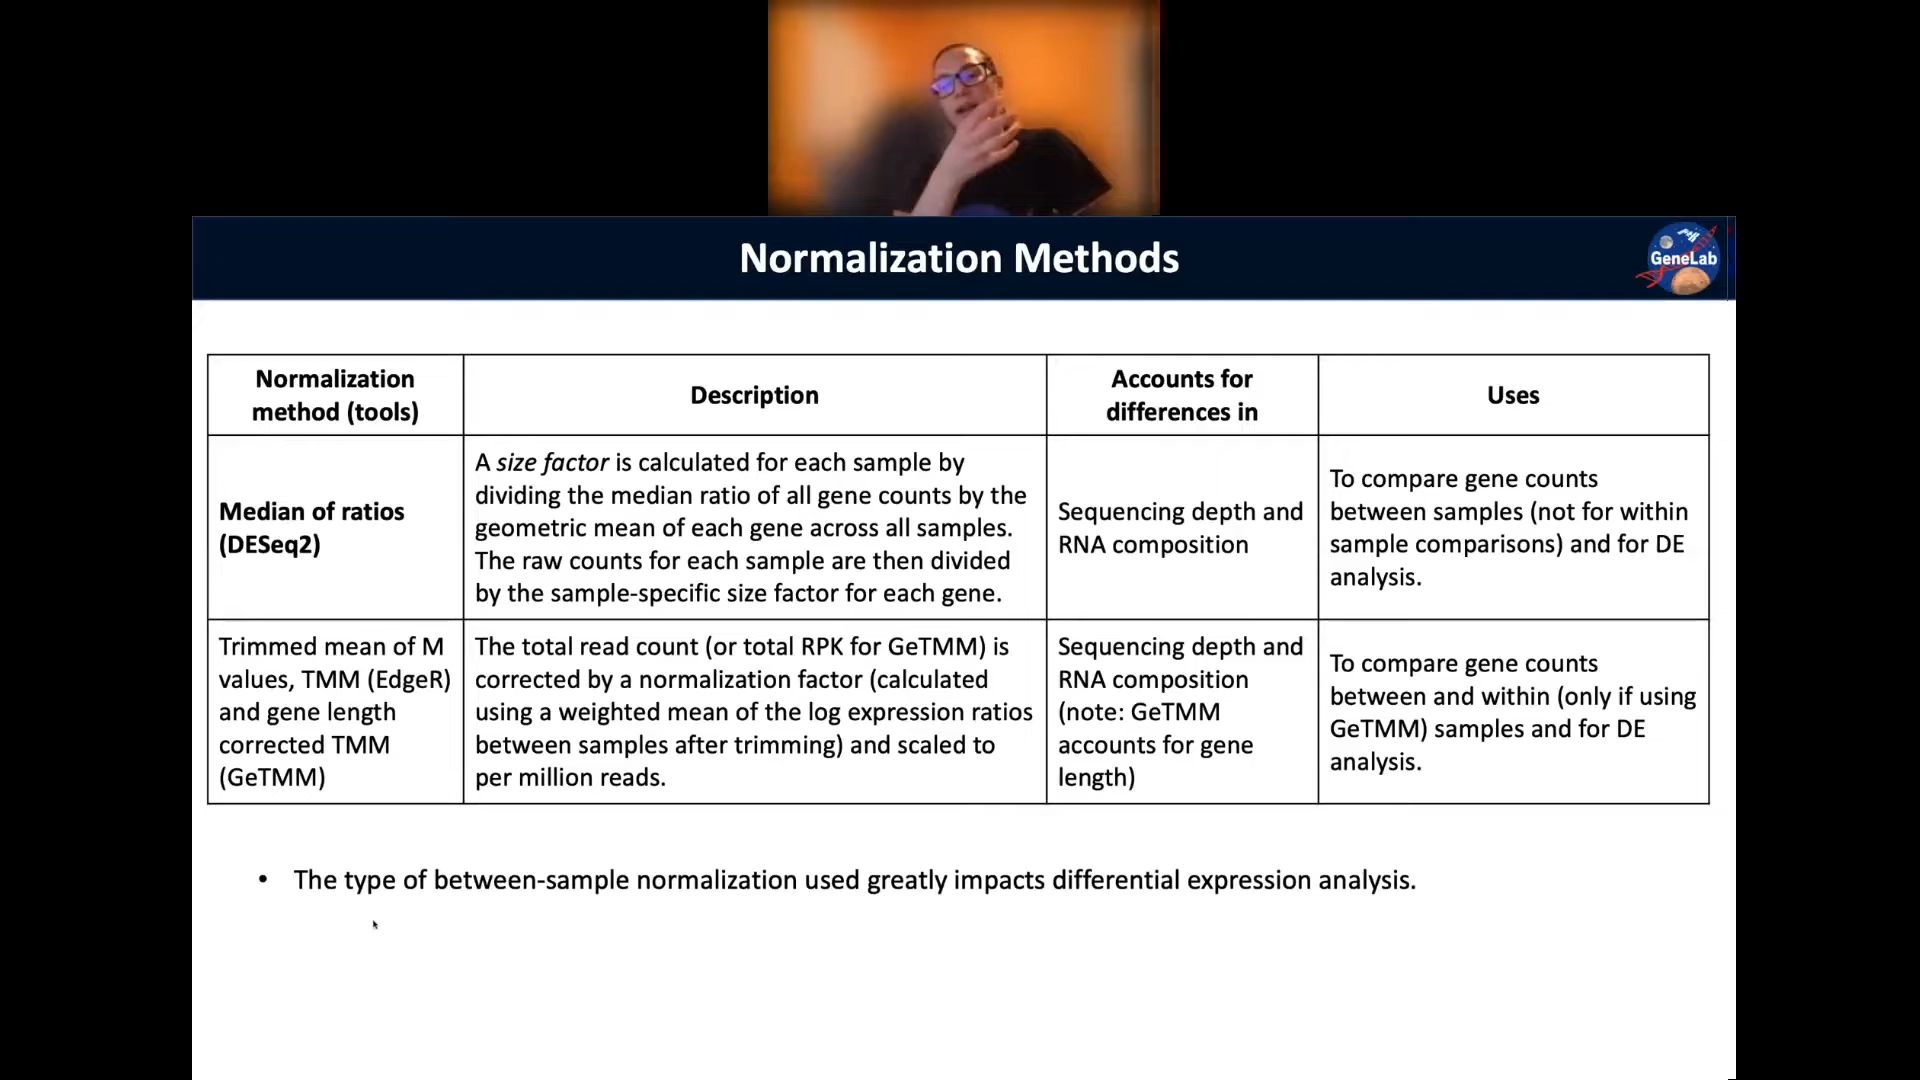 Normalization Methods
GeneLab
Normalization
method (tools)
Description
Accounts for
differences in
Uses
Median of ratios
(DESeq2)
A size factor is calculated for each sample by
dividing the median ratio of all gene counts by the
geometric mean of each gene across all samples.
The raw counts for each sample are then divided
by the sample-specific size factor for each gene.
Sequencing depth and
RNA composition
To compare gene counts
between samples (not for within
sample comparisons) and for DE
analysis.
Trimmed mean of M
values, TMM (EdgeR)
and gene length
corrected TMM
(GeTMM)
The total read count (or total RPK for GeTMM) is
corrected by a normalization factor (calculated
using a weighted mean of the log expression ratios
between samples after trimming) and scaled to
per million reads.
Sequencing depth and
RNA composition
(note: GeTMM
accounts for gene
length)
To compare gene counts
between and within (only if using
GeTMM) samples and for DE
analysis.
• The type of between-sample normalization used greatly impacts differential expression analysis.